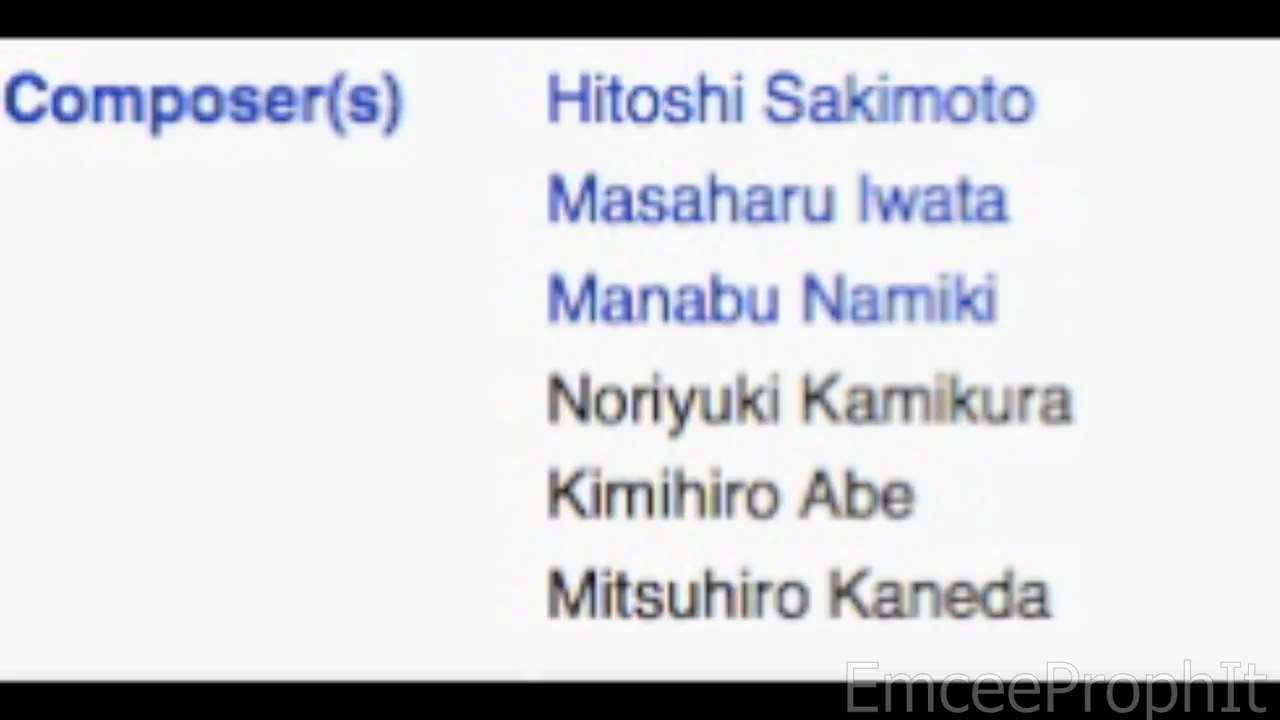 Composer(s) Hitoshi Sakimoto
Masaharu Iwata
Manabu Namiki
Noriyuki Kamikura
Kimihiro Abe
Mitsuhiro Kaneda
EmceeProphIt